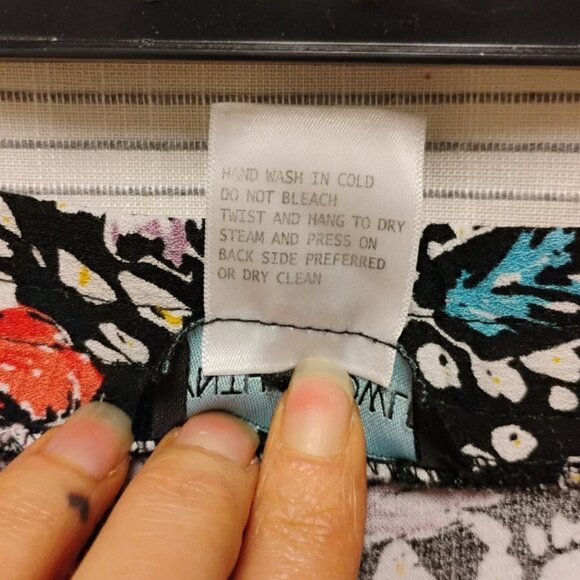 HAND WASH IN COLD
DO NOT BLEACH
TWIST AND HANG TO DRY
STEAM AND PRESS ON
BACK SIDE PREFERRED
OR DRY CLEAN